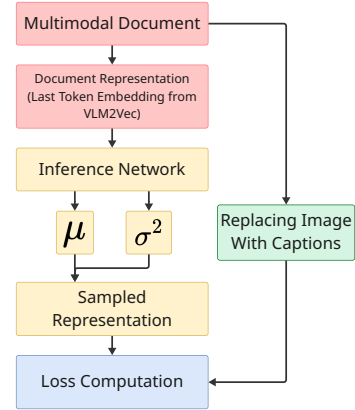 Multimodal Document
Document Representation
(Last Token Embedding from
VLM2Vec)
Inference Network
μ
σ²
Replacing Image
With Captions
Sampled
Representation
Loss Computation